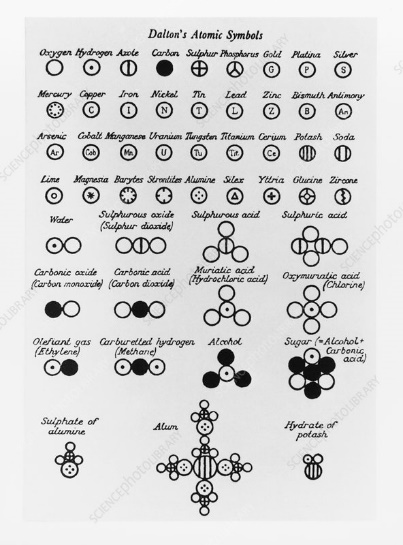 Dalton's Atomic Symbols
Oxygen Hydrogen Azote Carbon Sulphur Phosphorus Gold Platina Silver
G P S
Mercury Copper Iron Nickel Tin Lead Zinc Bismuth Antimony
C I N T L Z B An
Arsenic Cobalt Manganese Uranium Tungsten Titanium Cerium Potash Soda
Ar Cob Mn U Tu Tit Ce
Lime Magnesia Barytes Strontites Alumine Silex Yttria Glucine Zircone
Water
Sulphurous oxide
(Sulphur dioxide)
Sulphurous acid
Sulphuric acid
Carbonic oxide
(Carbon monoxide)
Carbonic acid
(Carbon dioxide)
Muriatic acid
(Hydrochloric acid)
Oxymuriatic acid
(Chlorine)
Olefiant gas
(Ethylene)
Carburetted hydrogen
(Methane)
Alcohol
Sugar (=Alcohol+
Carbonic
acid)
Sulphate of
alumine
Alum
Hydrate of
potash
SCIENCEPHOTOLIBRARY